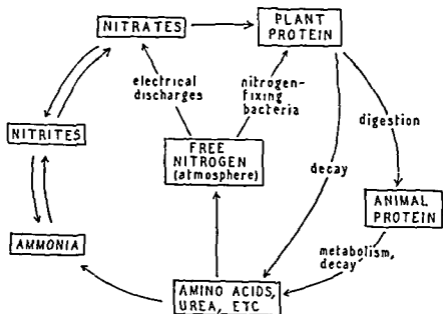 NITRATES
PLANT
PROTEIN
electrical
discharges
nitrogen-
fixing
bacteria
digestion
NITRITES
FREE
NITROGEN
(atmosphere)
decay
ANIMAL
PROTEIN
AMMONIA
metabolism,
decay
AMINO ACIDS,
UREA, ETC